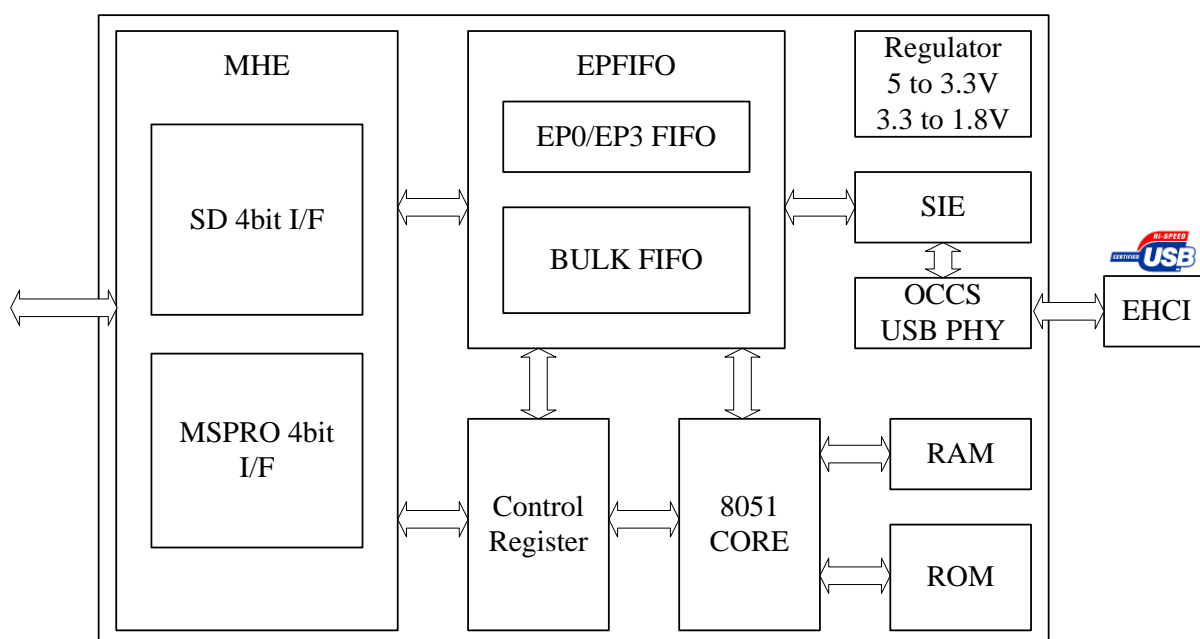 MHE
SD 4bit I/F
MSPRO 4bit
I/F
EPFIFO
EP0/EP3 FIFO
BULK FIFO
Regulator
5 to 3.3V
3.3 to 1.8V
SIE
OCCS
USB PHY
HI-SPEED
CERTIFIED
USB
EHCI
Control
Register
8051
CORE
RAM
ROM